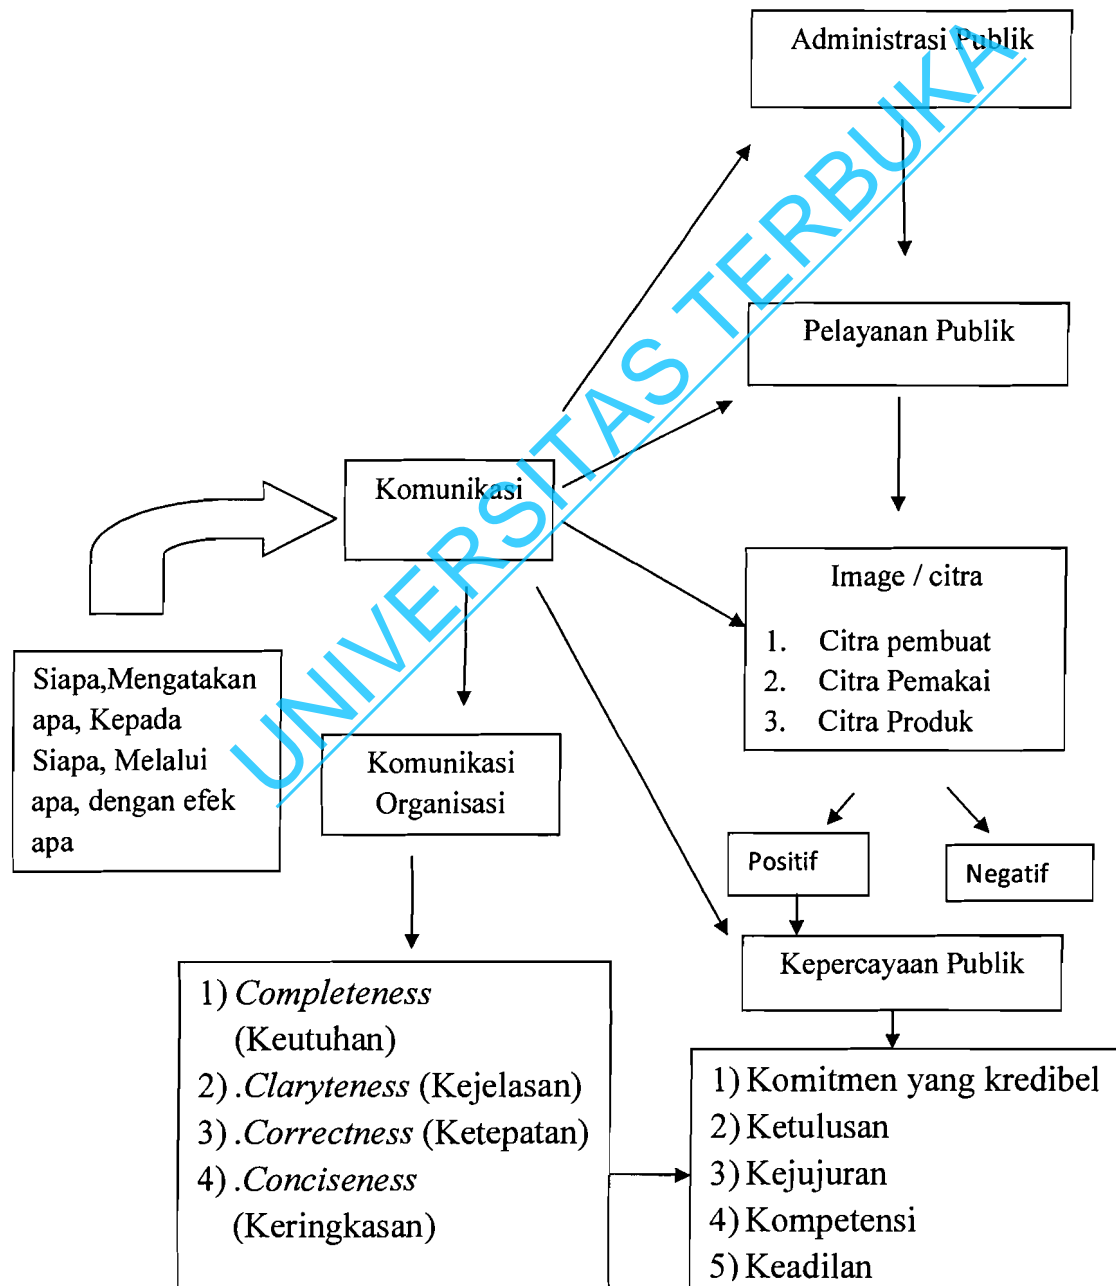 Administrasi Publik
Pelayanan Publik
Komunikasi
Image / citra
1. Citra pembuat
2. Citra Pemakai
3. Citra Produk
Siapa,Mengatakan
apa, Kepada
Siapa, Melalui
apa, dengan efek
apa
Komunikasi
Organisasi
Positif
Negatif
Kepercayaan Publik
1) Completeness
(Keutuhan)
2) .Claryteness (Kejelasan)
3) .Correctness (Ketepatan)
4) .Conciseness
(Keringkasan)
1) Komitmen yang kredibel
2) Ketulusan
3) Kejujuran
4) Kompetensi
5) Keadilan
UNIVERSITAS TERBUKA